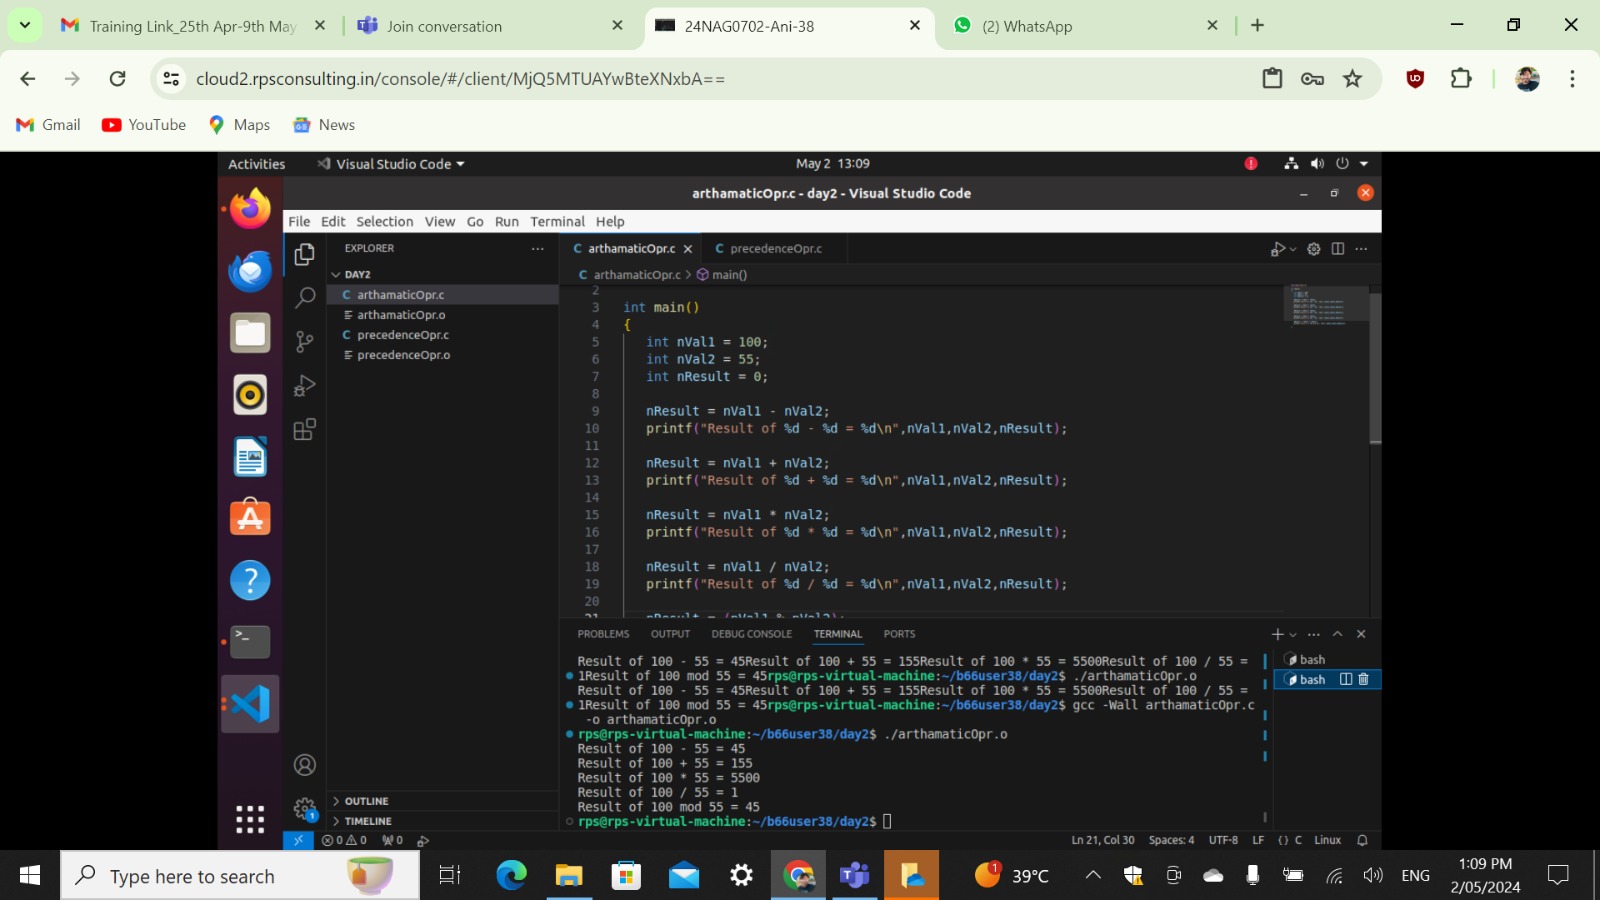 Training Link_25th Apr-9th May
Join conversation
24NAG0702-Ani-38
(2) WhatsApp
cloud2.rpsconsulting.in/console/#/client/MjQ5MTUAYwBteXNxbA==
Gmail
YouTube
Maps
News
Activities
Visual Studio Code
May 2 13:09
arthamaticOpr.c - day2 - Visual Studio Code
File Edit Selection View Go Run Terminal Help
EXPLORER
DAY2
arthamaticOpr.c
arthamaticOpr.o
precedenceOpr.c
precedenceOpr.o
OUTLINE
TIMELINE
C arthamaticOpr.c
C precedenceOpr.c
C arthamaticOpr.c > main()
2
3 int main()
4 {
5 int nVal1 = 100;
6 int nVal2 = 55;
7 int nResult = 0;
8
9 nResult = nVal1 - nVal2;
10 printf("Result of %d - %d = %d\n",nVal1,nVal2,nResult);
11
12 nResult = nVal1 + nVal2;
13 printf("Result of %d + %d = %d\n",nVal1,nVal2,nResult);
14
15 nResult = nVal1 * nVal2;
16 printf("Result of %d * %d = %d\n",nVal1,nVal2,nResult);
17
18 nResult = nVal1 / nVal2;
19 printf("Result of %d / %d = %d\n",nVal1,nVal2,nResult);
20
21 nResult = (nVal1 % nVal2);
PROBLEMS OUTPUT DEBUG CONSOLE TERMINAL PORTS
Result of 100 - 55 = 45Result of 100 + 55 = 155Result of 100 * 55 = 5500Result of 100 / 55 =
1Result of 100 mod 55 = 45rps@rps-virtual-machine:~/b66user38/day2$ ./arthamaticOpr.o
Result of 100 - 55 = 45Result of 100 + 55 = 155Result of 100 * 55 = 5500Result of 100 / 55 =
1Result of 100 mod 55 = 45rps@rps-virtual-machine:~/b66user38/day2$ gcc -Wall arthamaticOpr.c
-o arthamaticOpr.o
rps@rps-virtual-machine:~/b66user38/day2$ ./arthamaticOpr.o
Result of 100 - 55 = 45
Result of 100 + 55 = 155
Result of 100 * 55 = 5500
Result of 100 / 55 = 1
Result of 100 mod 55 = 45
rps@rps-virtual-machine:~/b66user38/day2$
bash
bash
1
0 0 0
Ln 21, Col 30 Spaces: 4 UTF-8 LF {} C Linux
Type here to search
1
39°C
ENG
1:09 PM
2/05/2024